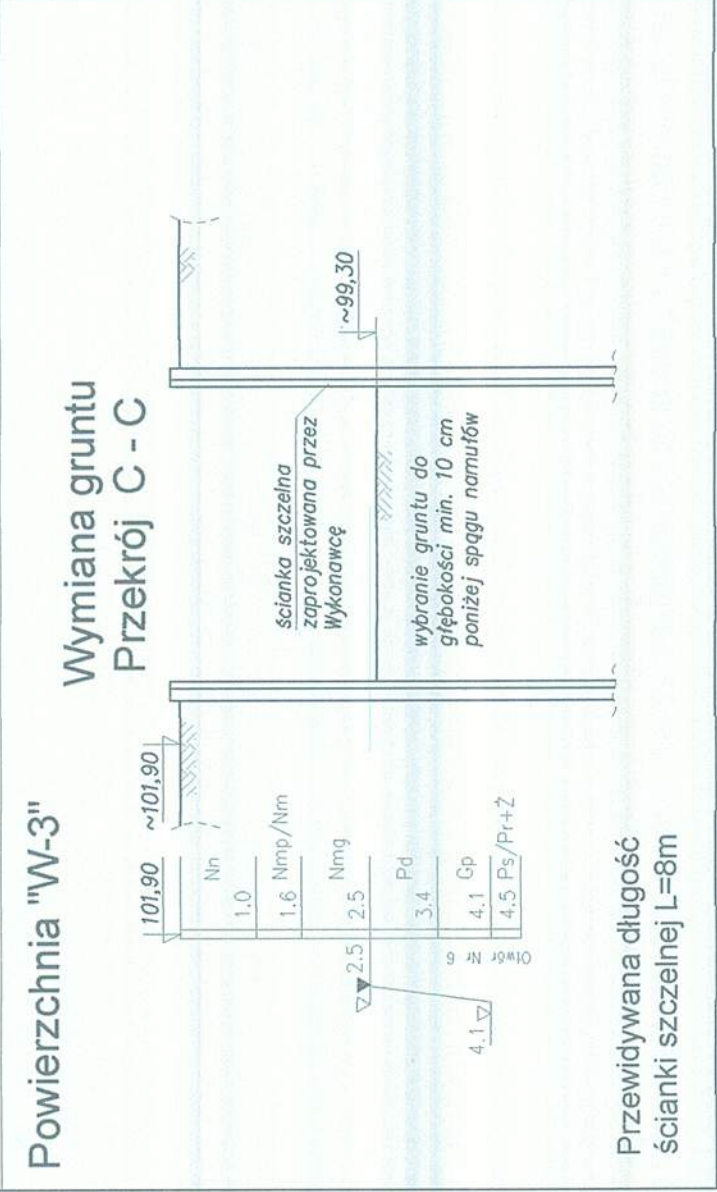 Powierzchnia "W-3"
Wymiana gruntu
Przekrój C - C
101,90
~101,90
Nn
1.0
Nmp/Nm
1.6
Nmg
2.5
2.5
Pd
3.4
Gp
4.1
4.1
Ps/Pr+Ż
4.5
Otwór Nr 6
ścianka szczelna
zaprojektowana przez
Wykonawcę
~99,30
wybranie gruntu do
głębokości min. 10 cm
poniżej spągu namułów
Przewidywana długość
ścianki szczelnej L=8m